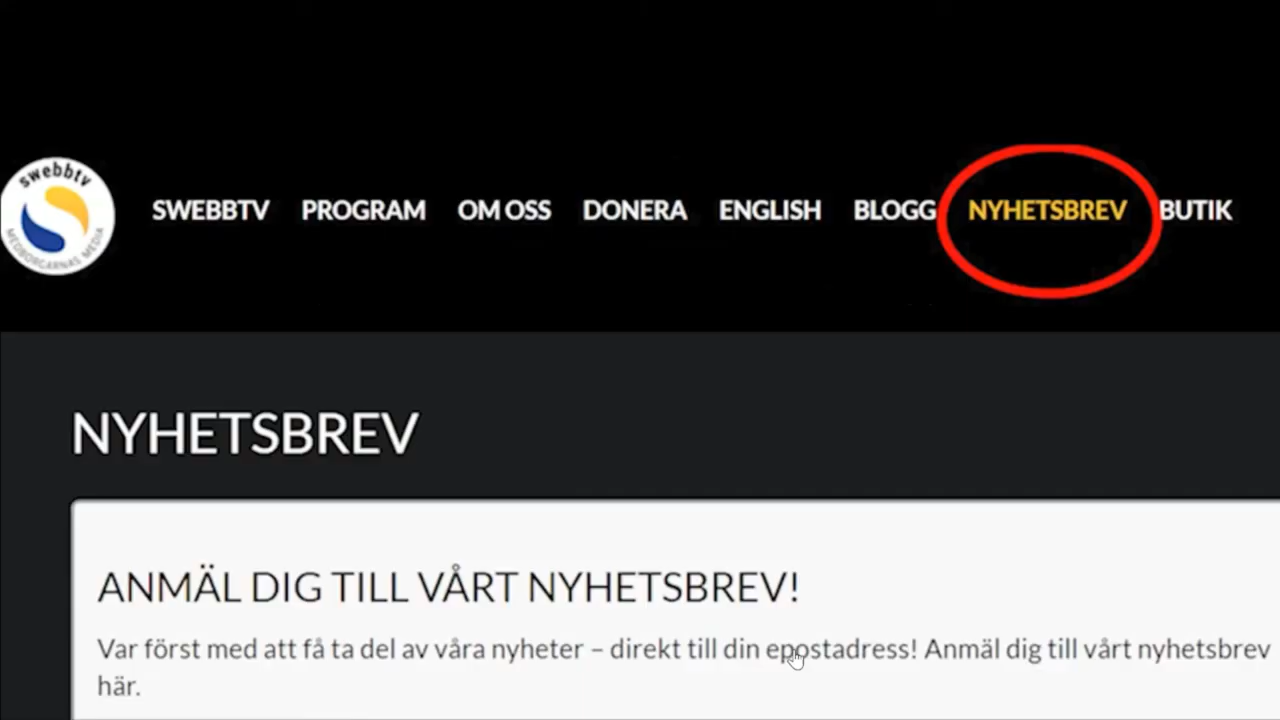 swebbtv
MEDBORGARNAS MEDIA
SWEBBTV PROGRAM OM OSS DONERA ENGLISH BLOGG NYHETSBREV BUTIK
NYHETSBREV
ANMÄL DIG TILL VÅRT NYHETSBREV!
Var först med att få ta del av våra nyheter – direkt till din epostadress! Anmäl dig till vårt nyhetsbrev
här.